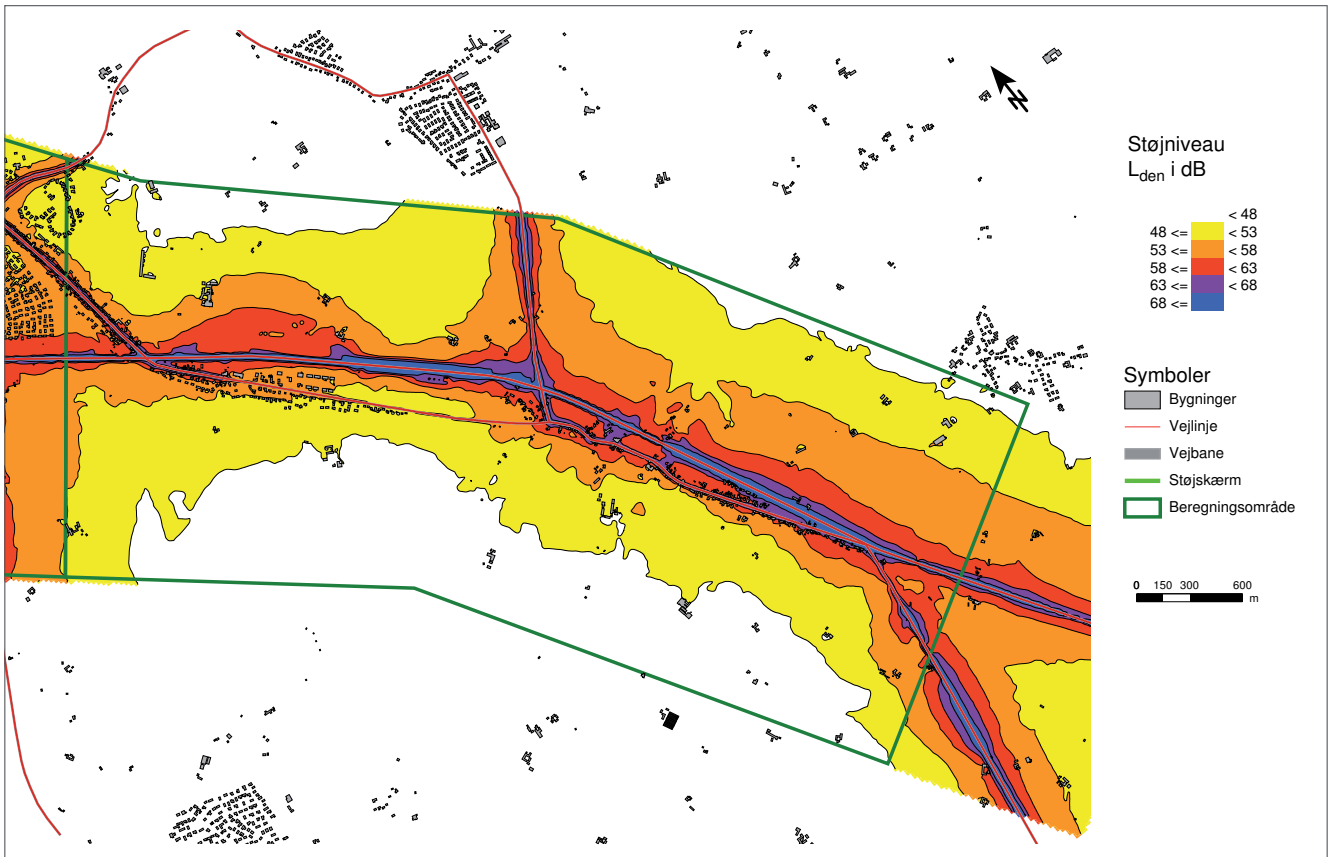 N
Støjniveau
Lden i dB
< 48
48 <= < 53
53 <= < 58
58 <= < 63
63 <= < 68
68 <=
Symboler
Bygninger
Vejlinje
Vejbane
Støjskærm
Beregningsområde
0 150 300 600
m